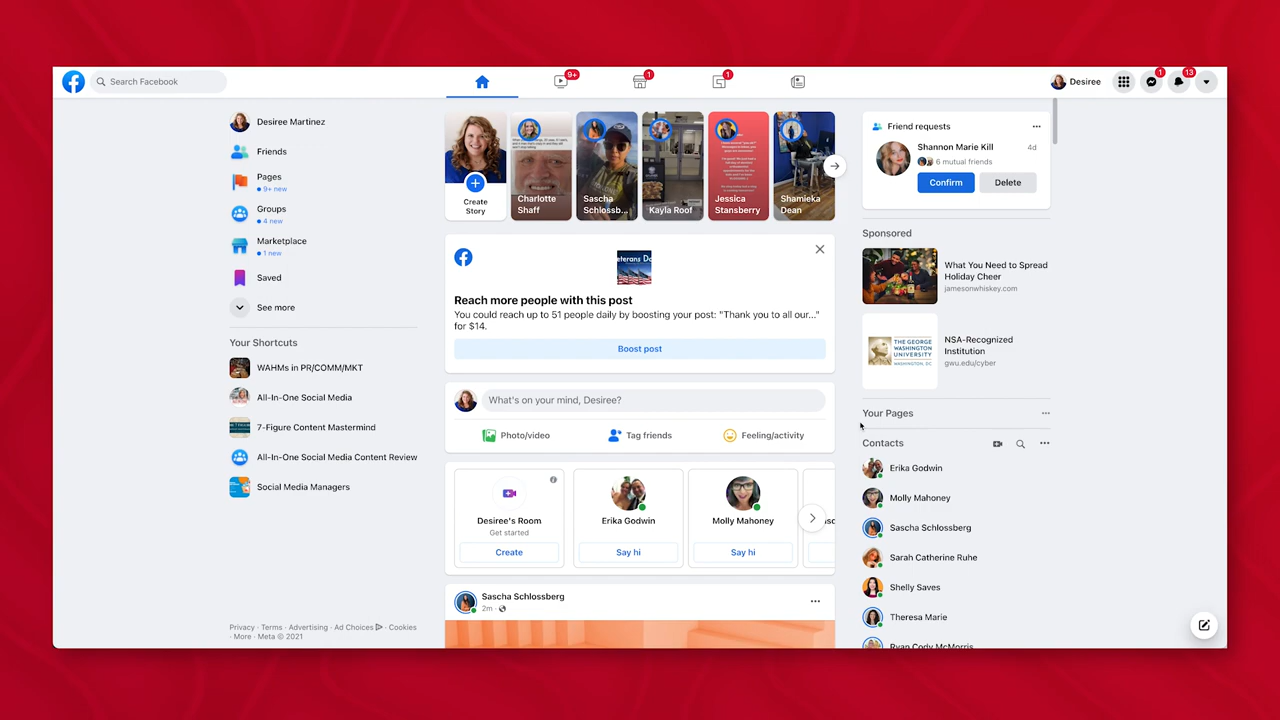 Search Facebook
9+
1
1
Desiree
1
13
Desiree Martinez
Friends
Pages
9+ new
Groups
4 new
Marketplace
1 new
Saved
See more
Your Shortcuts
WAHMs in PR/COMM/MKT
All-In-One Social Media
7-Figure Content Mastermind
All-In-One Social Media Content Review
Social Media Managers
Privacy · Terms · Advertising · Ad Choices · Cookies
· More · Meta © 2021
Create
Story
Charlotte
Shaff
Sascha
Schlossb...
Kayla Roof
Jessica
Stansberry
Shamieka
Dean
Reach more people with this post
You could reach up to 51 people daily by boosting your post: "Thank you to all our..."
for $14.
Boost post
What's on your mind, Desiree?
Photo/video
Tag friends
Feeling/activity
Desiree's Room
Get started
Create
Erika Godwin
Say hi
Molly Mahoney
Say hi
Sascha Schlossberg
2m ·
Friend requests
Shannon Marie Kill
4d
6 mutual friends
Confirm
Delete
Sponsored
What You Need to Spread
Holiday Cheer
jamesonwhiskey.com
THE GEORGE
WASHINGTON
UNIVERSITY
WASHINGTON, DC
NSA-Recognized
Institution
gwu.edu/cyber
Your Pages
Contacts
Erika Godwin
Molly Mahoney
Sascha Schlossberg
Sarah Catherine Ruhe
Shelly Saves
Theresa Marie
Ryan Cody McMorris